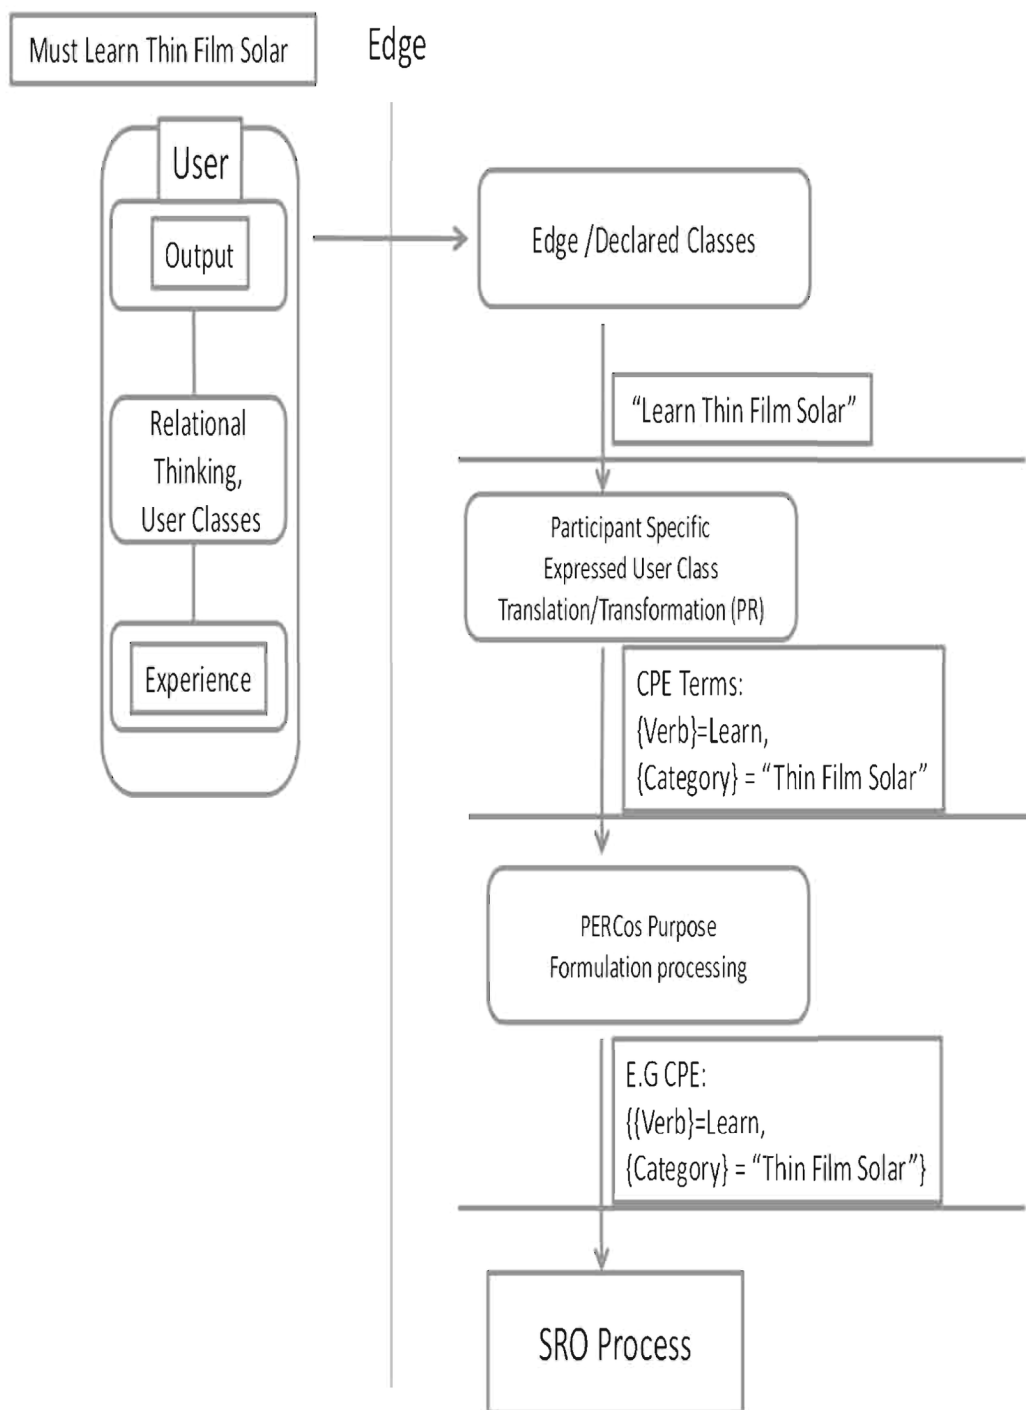 Must Learn Thin Film Solar
Edge
User
Output
Relational
Thinking,
User Classes
Experience
Edge /Declared Classes
“Learn Thin Film Solar”
Participant Specific
Expressed User Class
Translation/Transformation (PR)
CPE Terms:
{Verb}=Learn,
{Category} = “Thin Film Solar”
PERCos Purpose
Formulation processing
E.G CPE:
{{Verb}=Learn,
{Category} = “Thin Film Solar”}
SRO Process